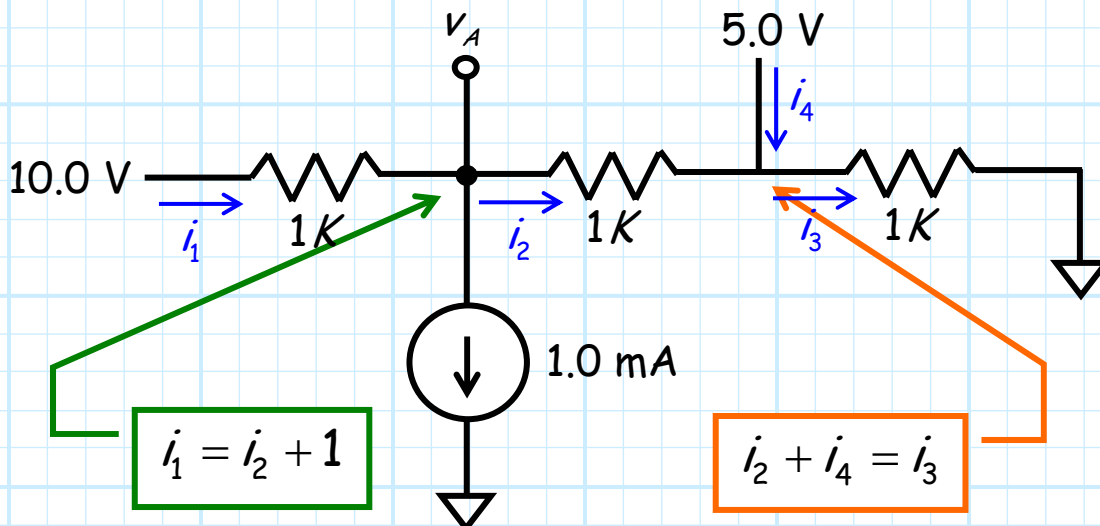 v_A
5.0 V
i_4
10.0 V
i_1
1K
i_2
1K
i_3
1K
1.0 mA
i_1 = i_2 + 1
i_2 + i_4 = i_3